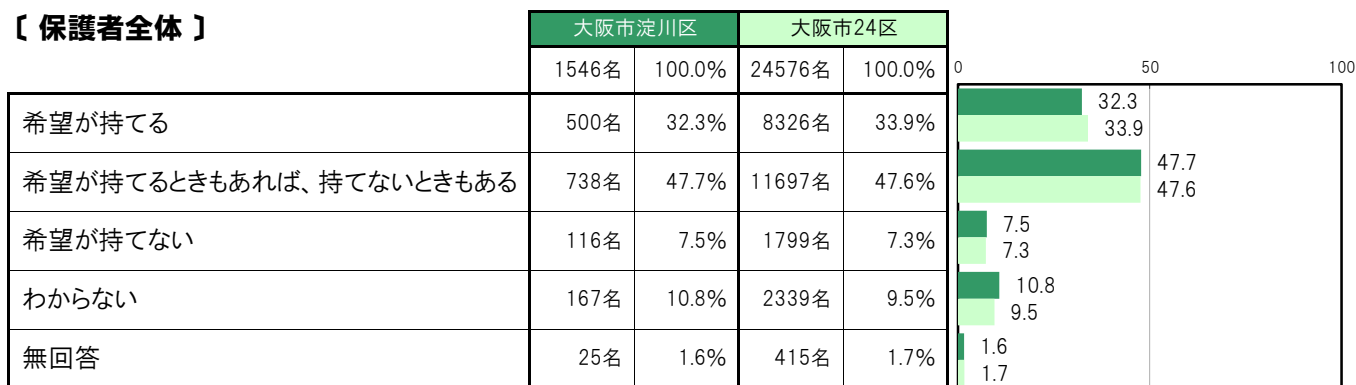 〔 保護者全体 〕
大阪市淀川区 大阪市24区
1546名 100.0% 24576名 100.0% 0 50 100
希望が持てる 500名 32.3% 8326名 33.9% 32.3
33.9
希望が持てるときもあれば、持てないときもある 738名 47.7% 11697名 47.6% 47.7
47.6
希望が持てない 116名 7.5% 1799名 7.3% 7.5
7.3
わからない 167名 10.8% 2339名 9.5% 10.8
9.5
無回答 25名 1.6% 415名 1.7% 1.6
1.7